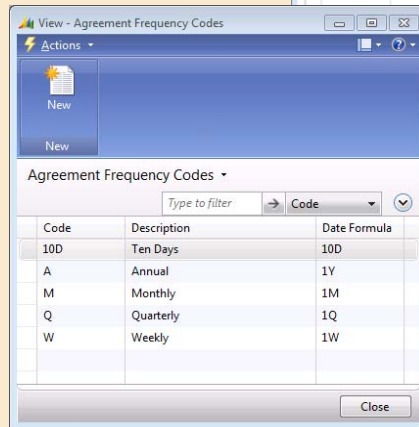 View - Agreement Frequency Codes
Actions
New
New
Agreement Frequency Codes
Type to filter Code
Code Description Date Formula
10D Ten Days 10D
A Annual 1Y
M Monthly 1M
Q Quarterly 1Q
W Weekly 1W
Close